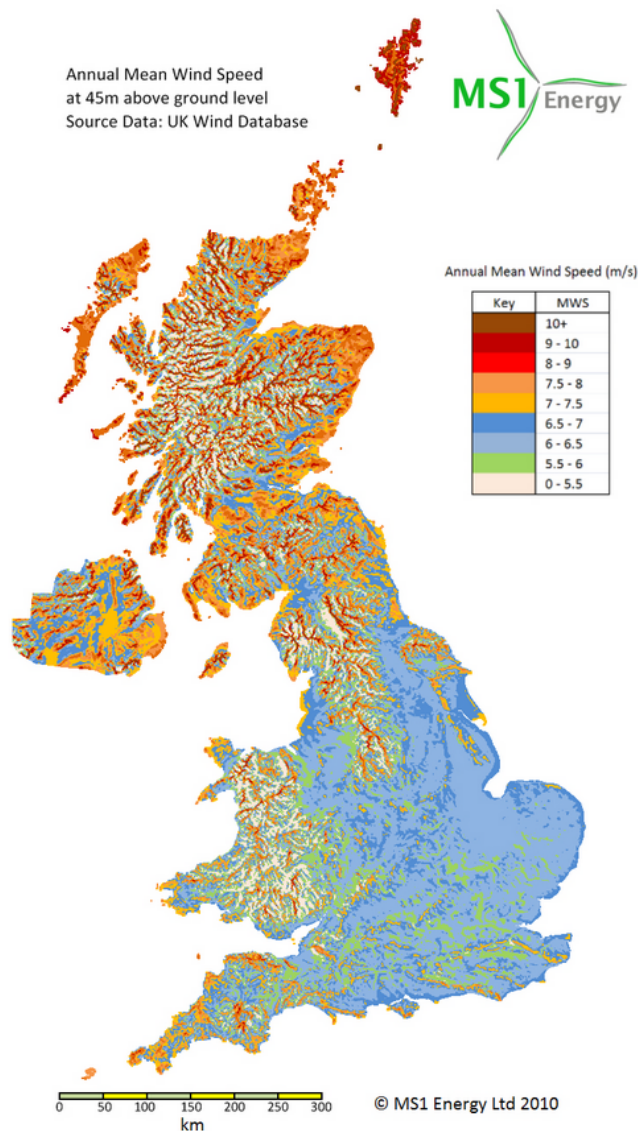 Annual Mean Wind Speed
at 45m above ground level
Source Data: UK Wind Database
MS1 Energy
Annual Mean Wind Speed (m/s)
Key MWS
10+
9 - 10
8 - 9
7.5 - 8
7 - 7.5
6.5 - 7
6 - 6.5
5.5 - 6
0 - 5.5
0 50 100 150 200 250 300
km
© MS1 Energy Ltd 2010